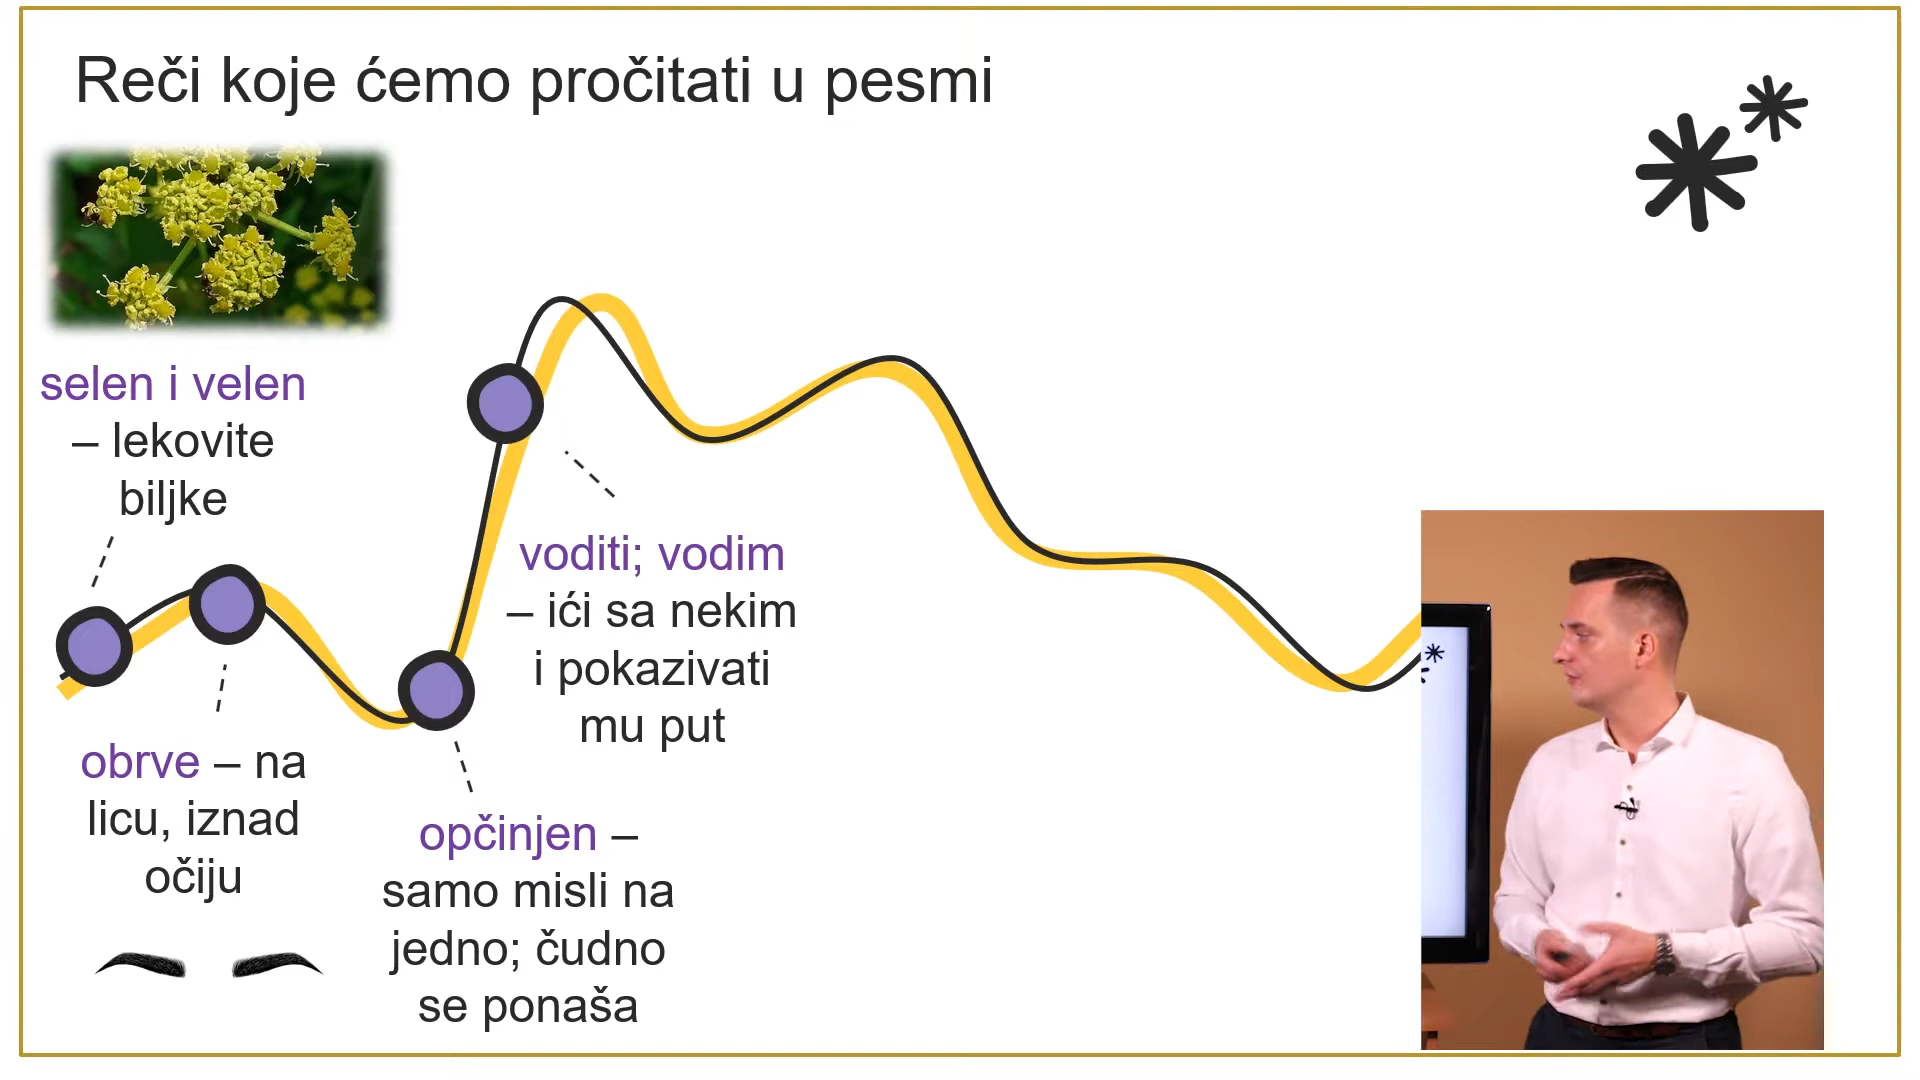 Reči koje ćemo pročitati u pesmi
selen i velen
– lekovite
biljke
obrve – na
licu, iznad
očiju
opčinjen –
samo misli na
jedno; čudno
se ponaša
voditi; vodim
– ići sa nekim
i pokazivati
mu put